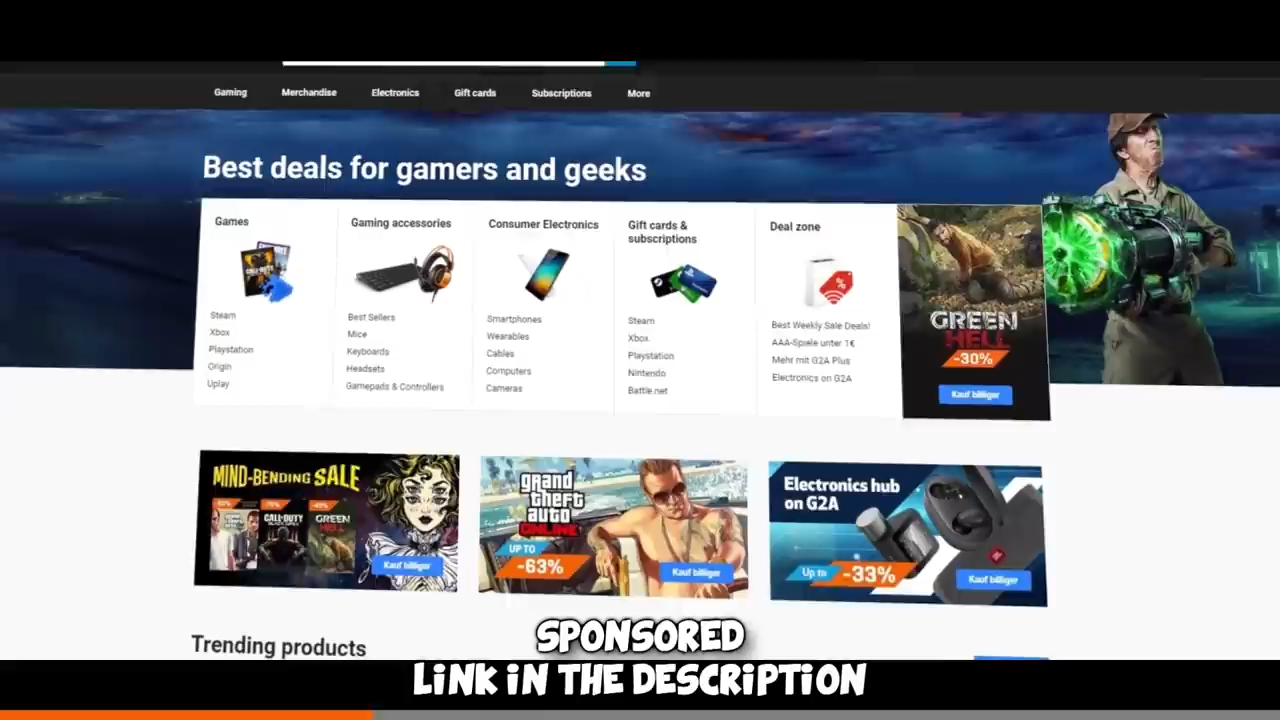 Gaming Merchandise Electronics Gift cards Subscriptions More
Best deals for gamers and geeks
Games
Steam
Xbox
Playstation
Origin
Uplay
Gaming accessories
Best Sellers
Mice
Keyboards
Headsets
Gamepads & Controllers
Consumer Electronics
Smartphones
Wearables
Cables
Computers
Cameras
Gift cards &
subscriptions
Steam
Xbox
Playstation
Nintendo
Battle.net
Deal zone
Best Weekly Sale Deals!
AAA-Spiele unter 1€
Mehr mit G2A Plus
Electronics on G2A
GREEN
HELL
-30%
Kauf billiger
MIND-BENDING SALE
CALL OF DUTY
GREEN
HELL
Kauf billiger
grand
theft
auto
ONLINE
UP TO
-63%
Kauf billiger
Electronics hub
on G2A
Up to -33%
Kauf billiger
Trending products
SPONSORED
LINK IN THE DESCRIPTION